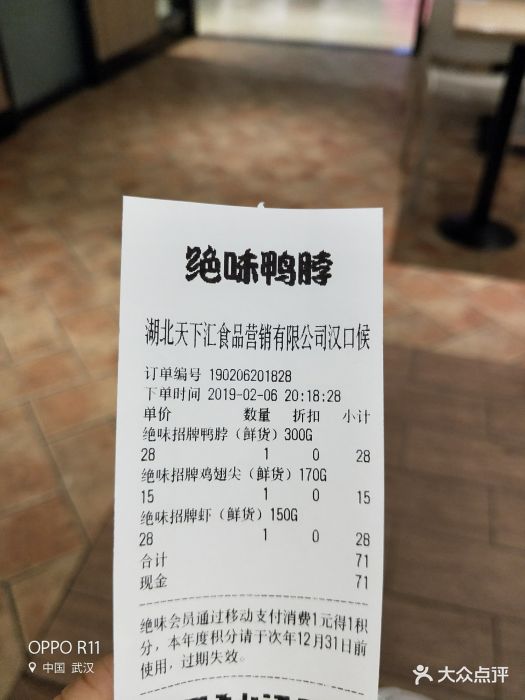 绝味鸭脖
湖北天下汇食品营销有限公司汉口候
订单编号 190206201828
下单时间 2019-02-06 20:18:28
单价 数量 折扣 小计
绝味招牌鸭脖（鲜货）300G
28 1 0 28
绝味招牌鸡翅尖（鲜货）170G
15 1 0 15
绝味招牌虾（鲜货）150G
28 1 0 28
合计 71
现金 71
绝味会员通过移动支付消费1元得1积
分，本年度积分请于次年12月31日前
使用，过期失效。
OPPO R11
中国 武汉
大众点评